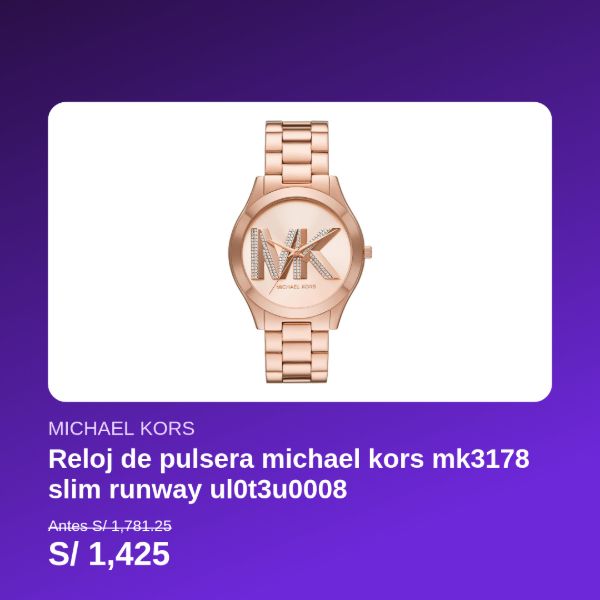 MK
MICHAEL KORS
MICHAEL KORS
Reloj de pulsera michael kors mk3178
slim runway ul0t3u0008
Antes S/ 1,781.25
S/ 1,425